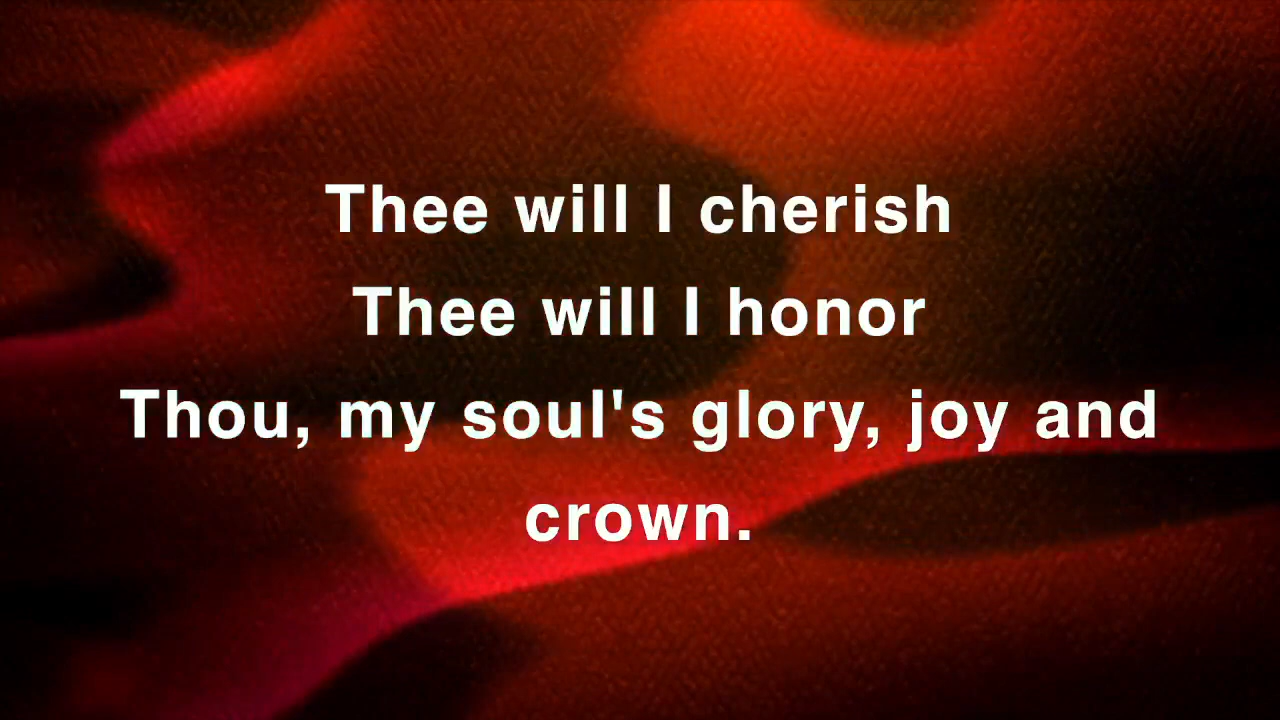 Thee will I cherish
Thee will I honor
Thou, my soul's glory, joy and
crown.